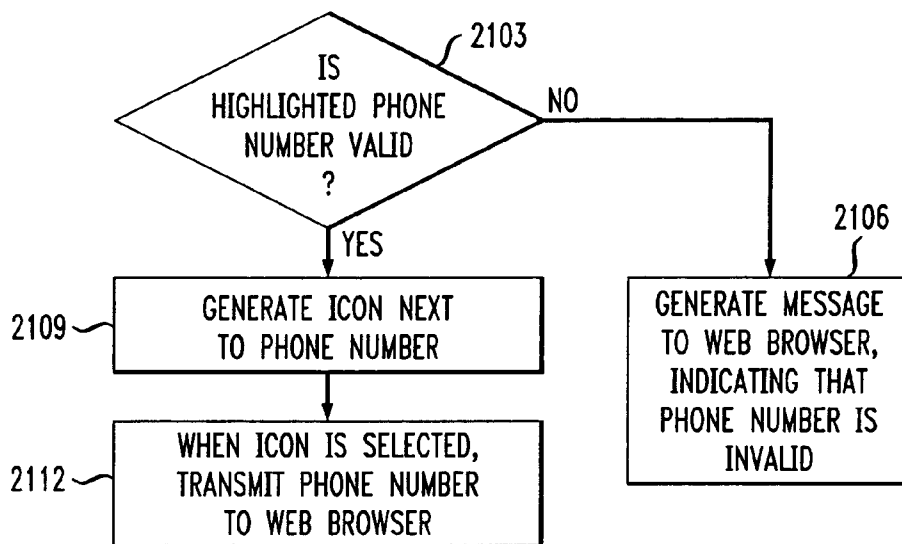 2103
IS
HIGHLIGHTED PHONE
NUMBER VALID
?
NO
YES
2106
2109
GENERATE ICON NEXT
TO PHONE NUMBER
GENERATE MESSAGE
TO WEB BROWSER,
INDICATING THAT
PHONE NUMBER IS
INVALID
2112
WHEN ICON IS SELECTED,
TRANSMIT PHONE NUMBER
TO WEB BROWSER